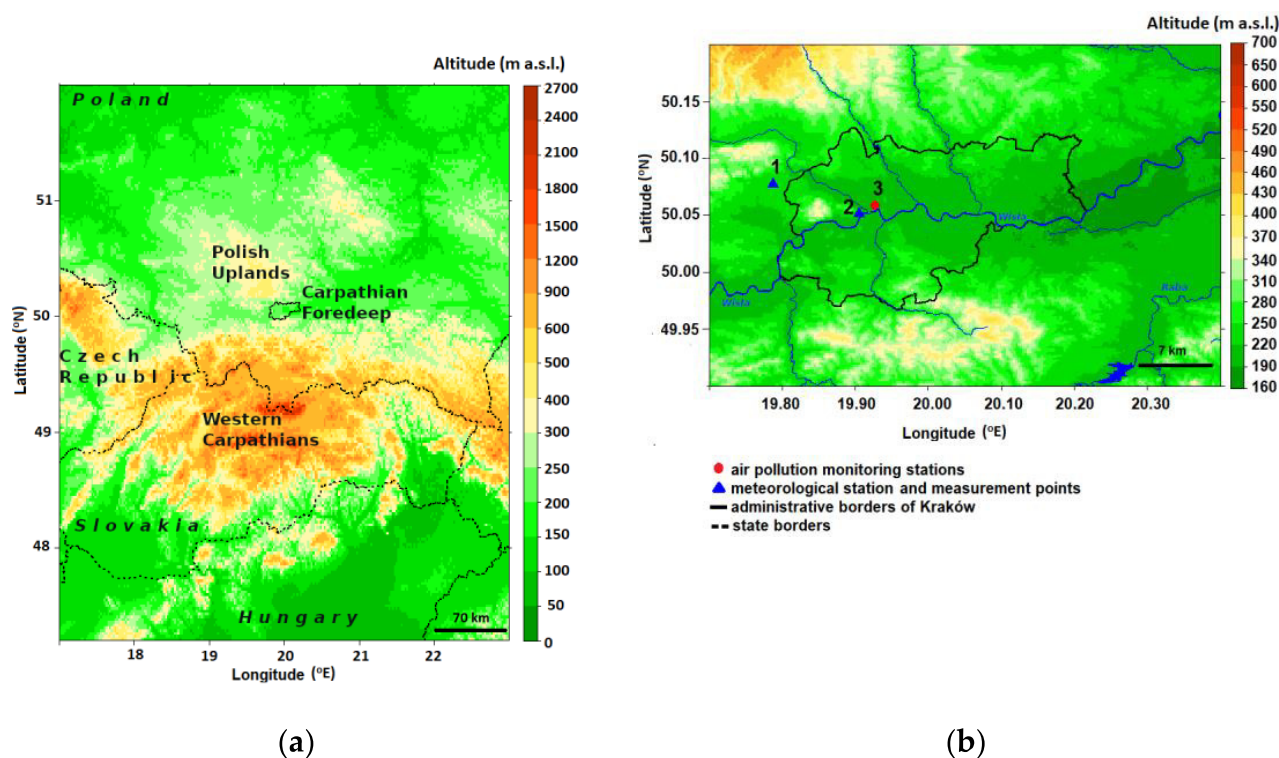 Altitude (m a.s.l.)
2700
2400
2100
1800
1500
1200
900
600
500
400
300
250
200
150
100
50
0
Poland
Polish
Uplands
Carpathian
Foredeep
Czech
Republic
Western
Carpathians
Slovakia
Hungary
70 km
51
50
49
48
Latitude (°N)
18 19 20 21 22
Longitude (°E)
(a)
Altitude (m a.s.l.)
700
650
600
550
520
490
460
430
400
370
340
310
280
250
220
190
160
1
2
3
Wisła
Wisła
Raba
7 km
50.15
50.10
50.05
50.00
49.95
Latitude (°N)
19.80 19.90 20.00 20.10 20.20 20.30
Longitude (°E)
air pollution monitoring stations
meteorological station and measurement points
administrative borders of Kraków
state borders
(b)